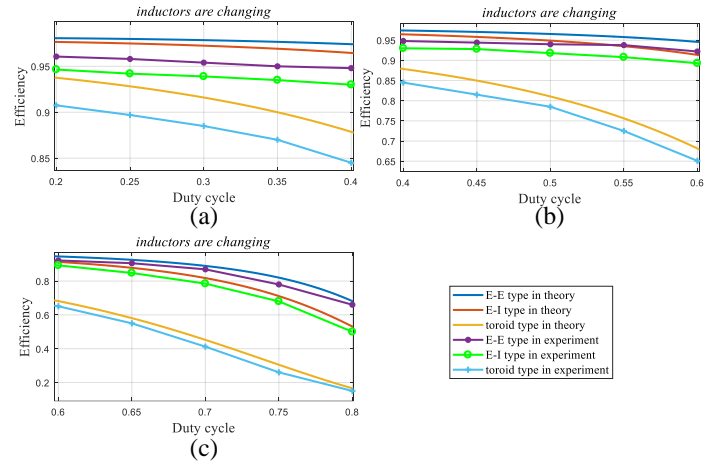 inductors are changing
Efficiency
0.95
0.9
0.85
0.2
0.25
0.3
0.35
0.4
Duty cycle
(a)
inductors are changing
Efficiency
0.95
0.9
0.85
0.8
0.75
0.7
0.65
0.4
0.45
0.5
0.55
0.6
Duty cycle
(b)
inductors are changing
Efficiency
0.8
0.6
0.4
0.2
0.6
0.65
0.7
0.75
0.8
Duty cycle
(c)
E-E type in theory
E-I type in theory
toroid type in theory
E-E type in experiment
E-I type in experiment
toroid type in experiment